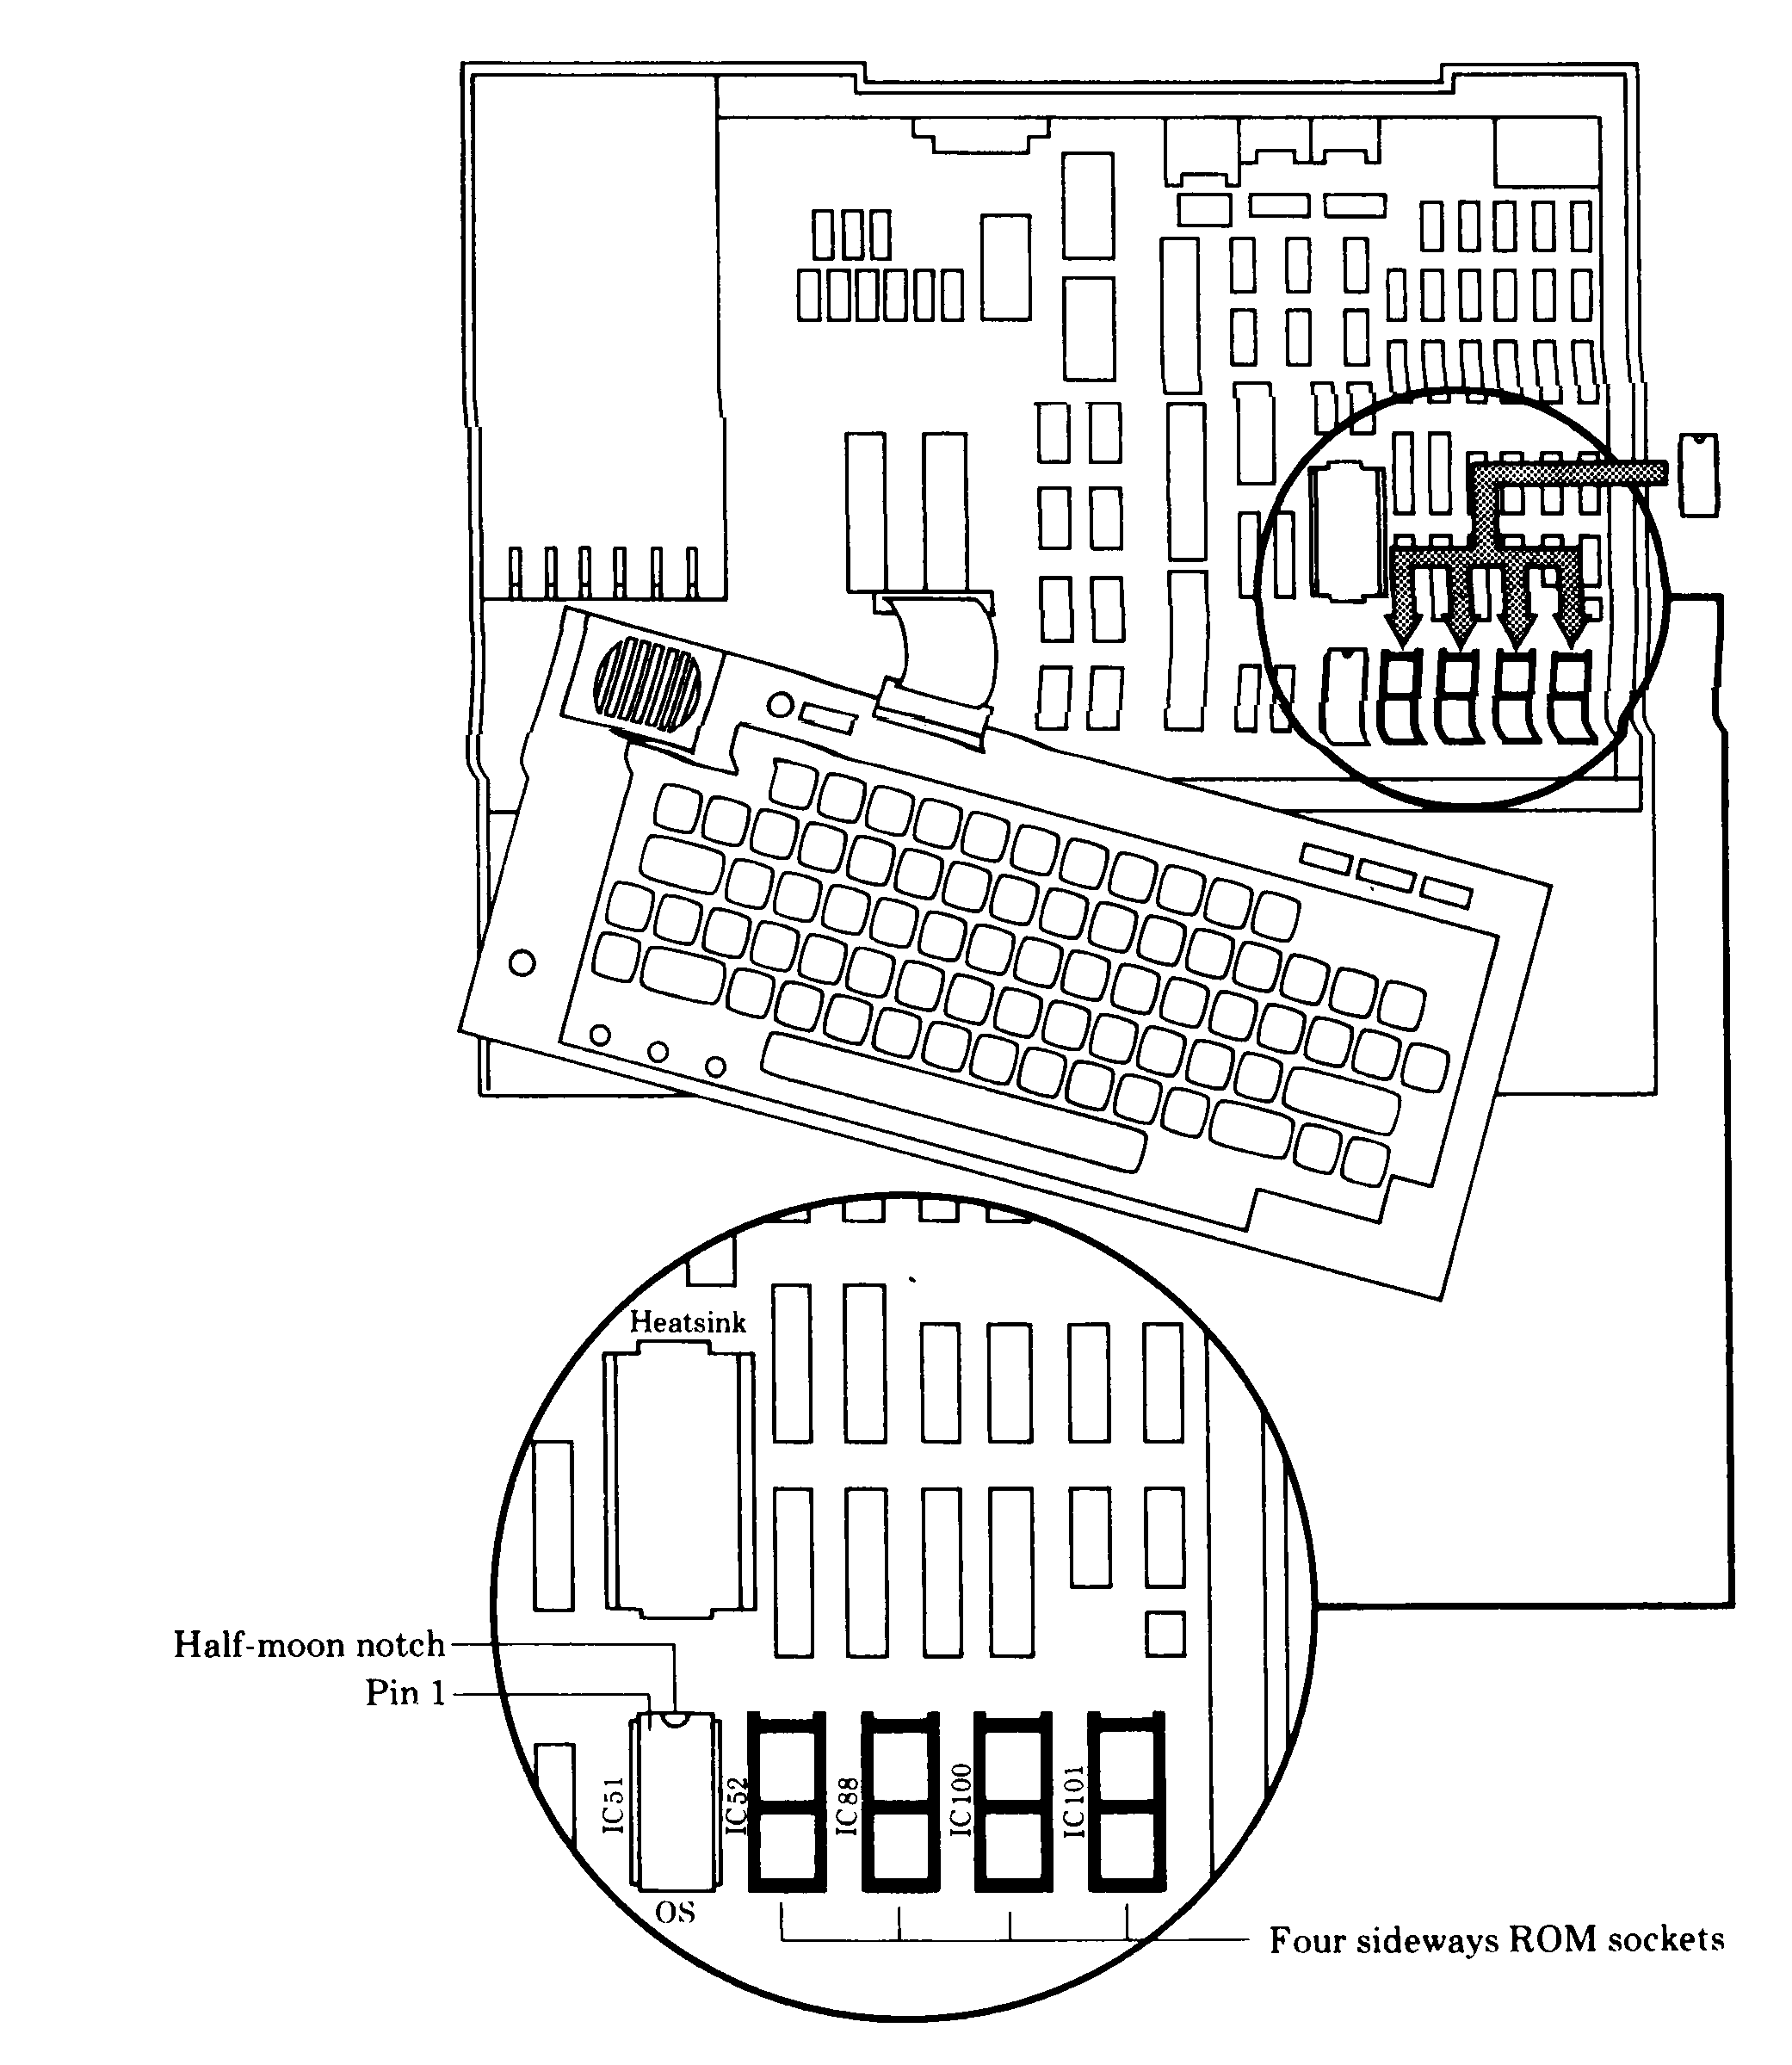 Heatsink
Half-moon notch
Pin 1
IC51
IC52
IC88
IC100
IC101
OS
Four sideways ROM sockets